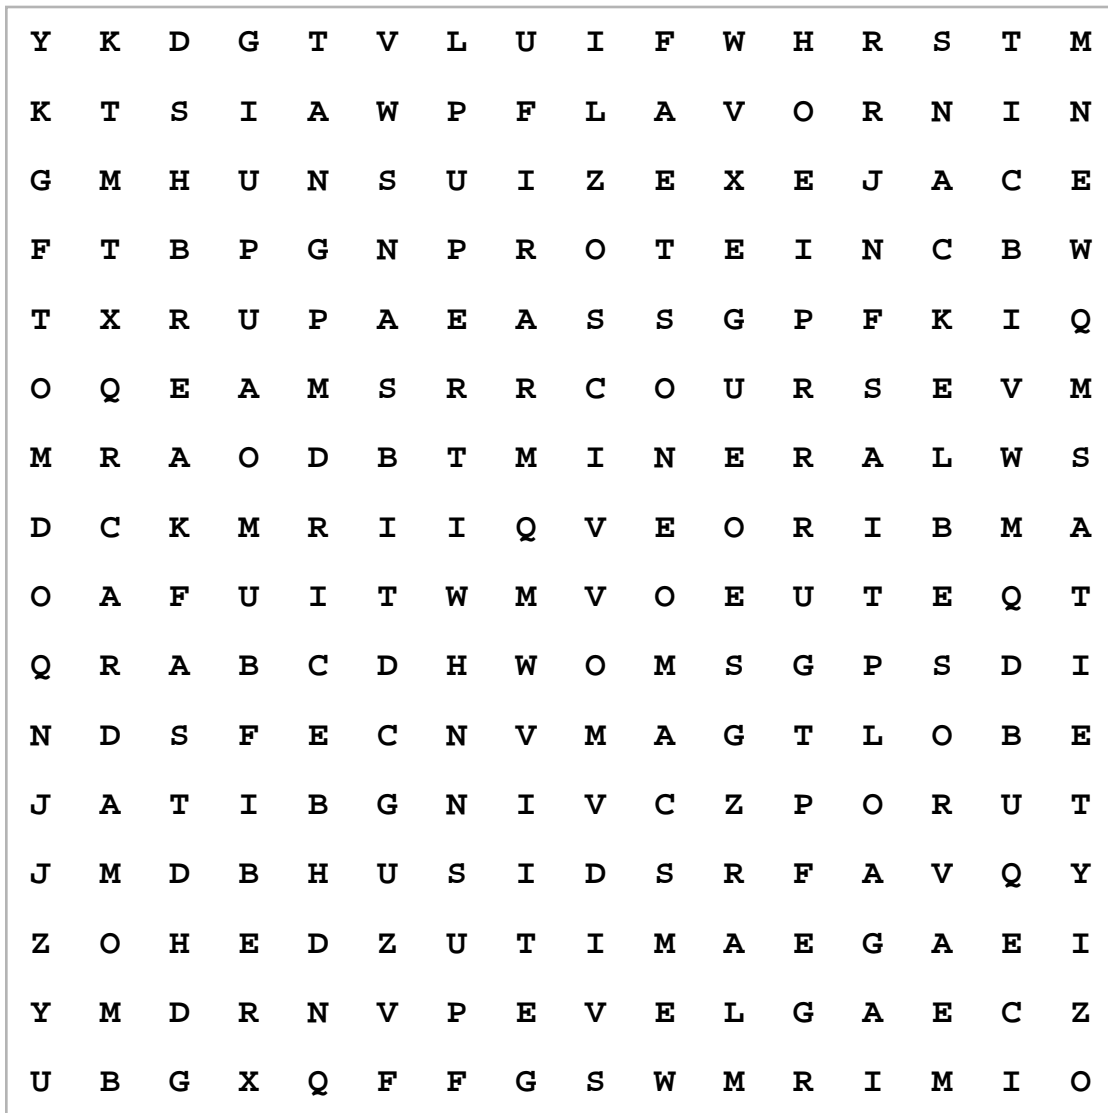 Y K D G T V L U I F W H R S T M
K T S I A W P F L A V O R N I N
G M H U N S U I Z E X E J A C E
F T B P G N P R O T E I N C B W
T X R U P A E A S S G P F K I Q
O Q E A M S R R C O U R S E V M
M R A O D B T M I N E R A L W S
D C K M R I I Q V E O R I B M A
O A F U I T W M V O E U T E Q T
Q R A B C D H W O M S G P S D I
N D S F E C N V M A G T L O B E
J A T I B G N I V C Z P O R U T
J M D B H U S I D S R F A V Q Y
Z O H E D Z U T I M A E G A E I
Y M D R N V P E V E L G A E C Z
U B G X Q F F G S W M R I M I O